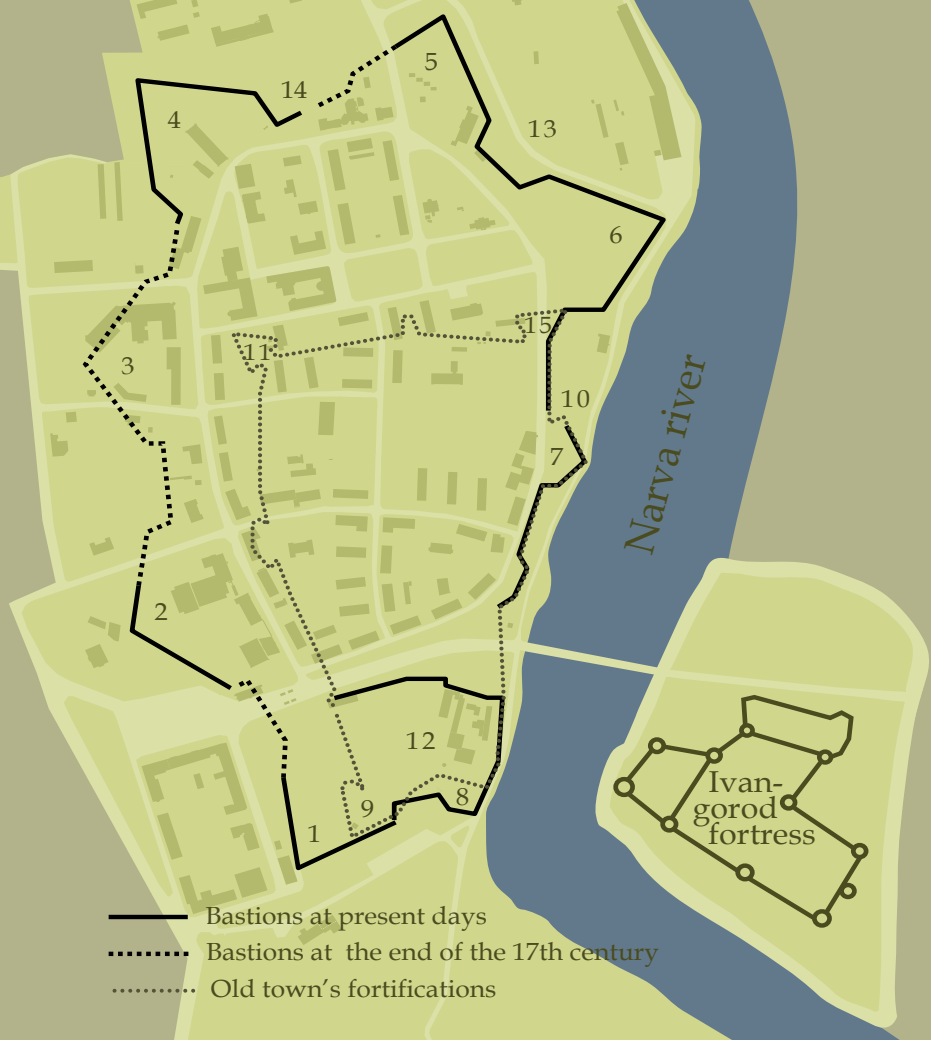 5
14
4
13
6
15
11
3
10
Narva river
7
2
12
Ivan-
gorod
fortress
8
9
1
Bastions at present days
Bastions at the end of the 17th century
Old town's fortifications